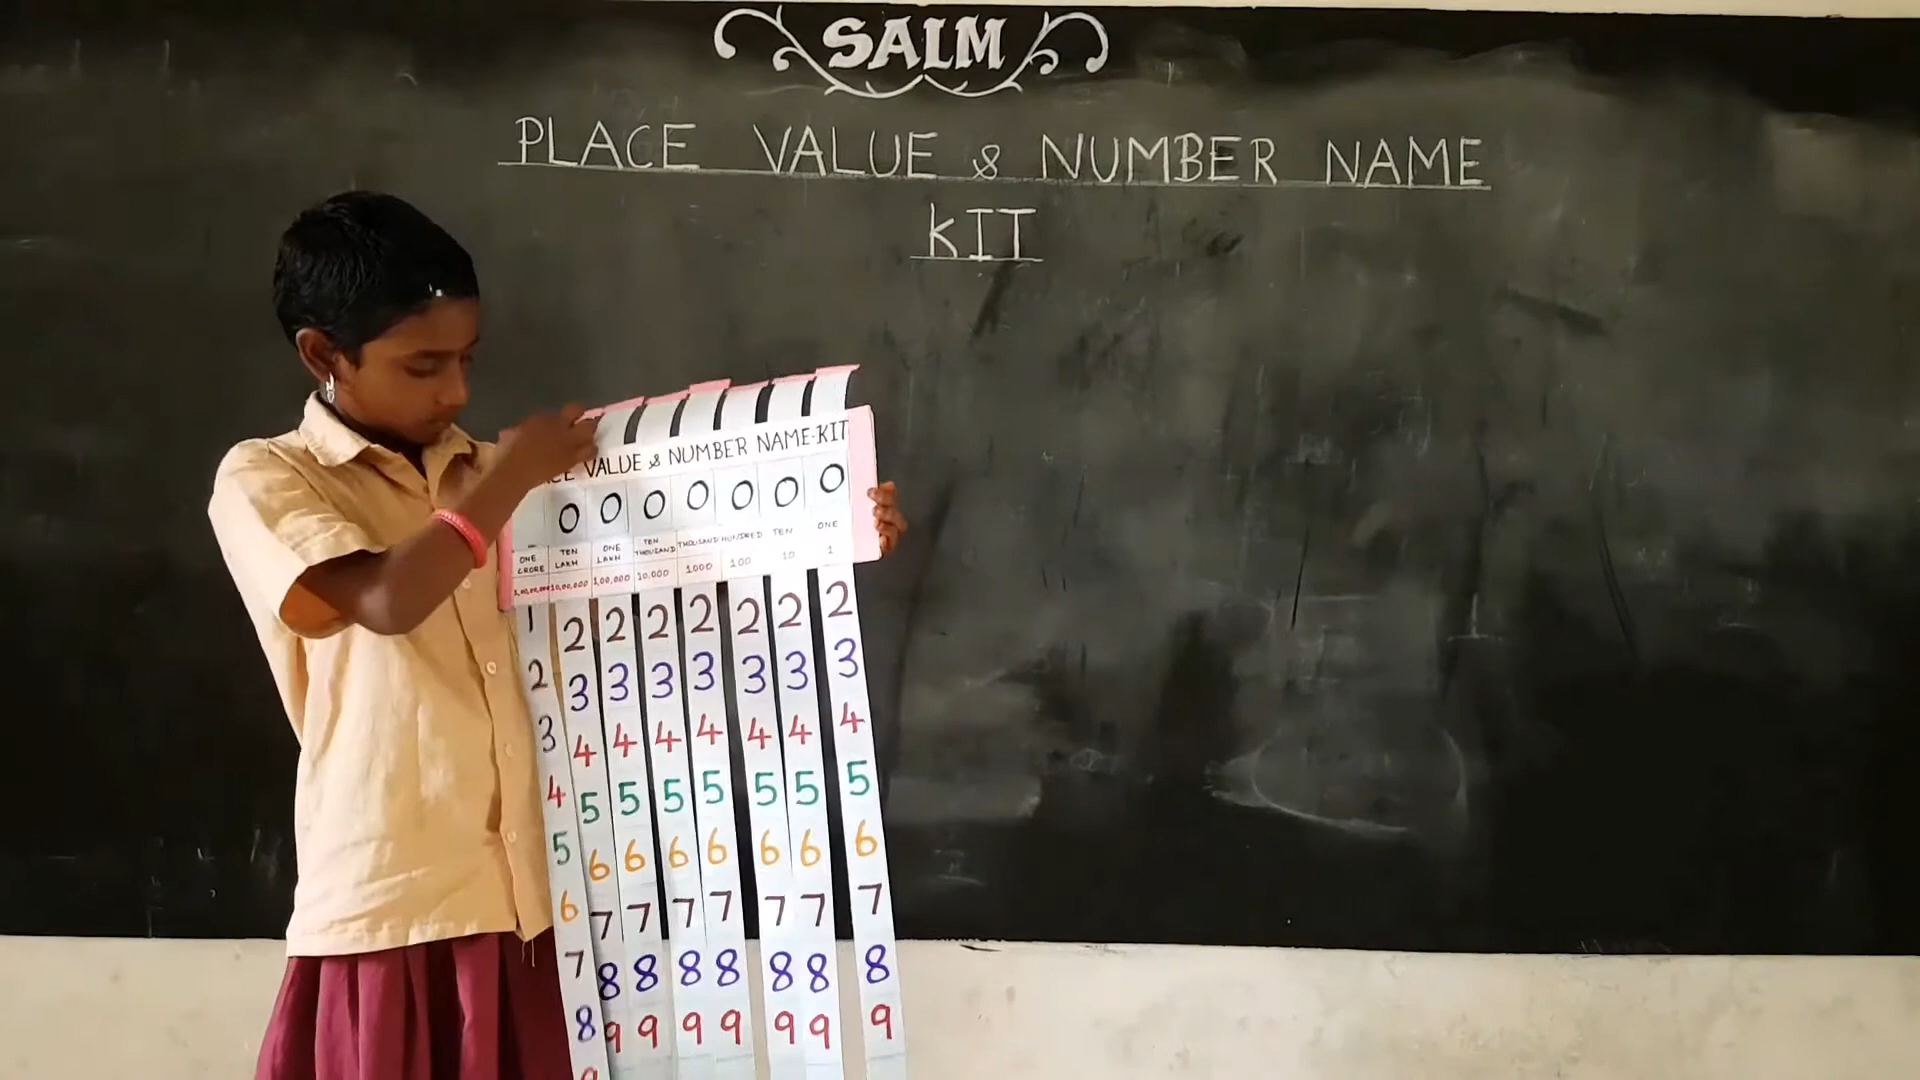 SALM
PLACE VALUE & NUMBER NAME
KIT
VALUE & NUMBER NAME-KIT
0 0 0 0 0 0 0
ONE CRORE TEN LAKH ONE LAKH TEN THOUSAND THOUSAND HUNDRED TEN ONE
10,00,000 1,00,000 10,000 1000 100 10 1
1 2 2 2 2 2 2 2
2 3 3 3 3 3 3 3
3 4 4 4 4 4 4 4
4 5 5 5 5 5 5 5
5 6 6 6 6 6 6 6
6 7 7 7 7 7 7 7
7 8 8 8 8 8 8 8
8 9 9 9 9 9 9 9